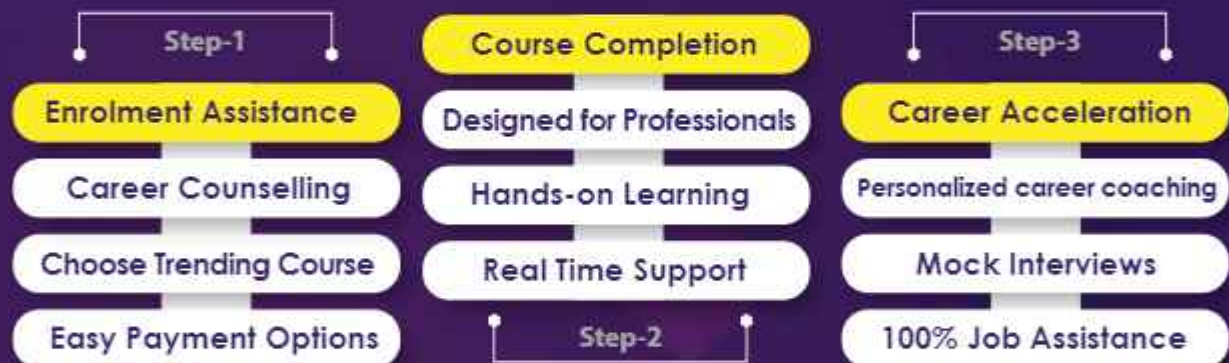 Step-1
Enrolment Assistance
Career Counselling
Choose Trending Course
Easy Payment Options
Course Completion
Designed for Professionals
Hands-on Learning
Real Time Support
Step-2
Step-3
Career Acceleration
Personalized career coaching
Mock Interviews
100% Job Assistance